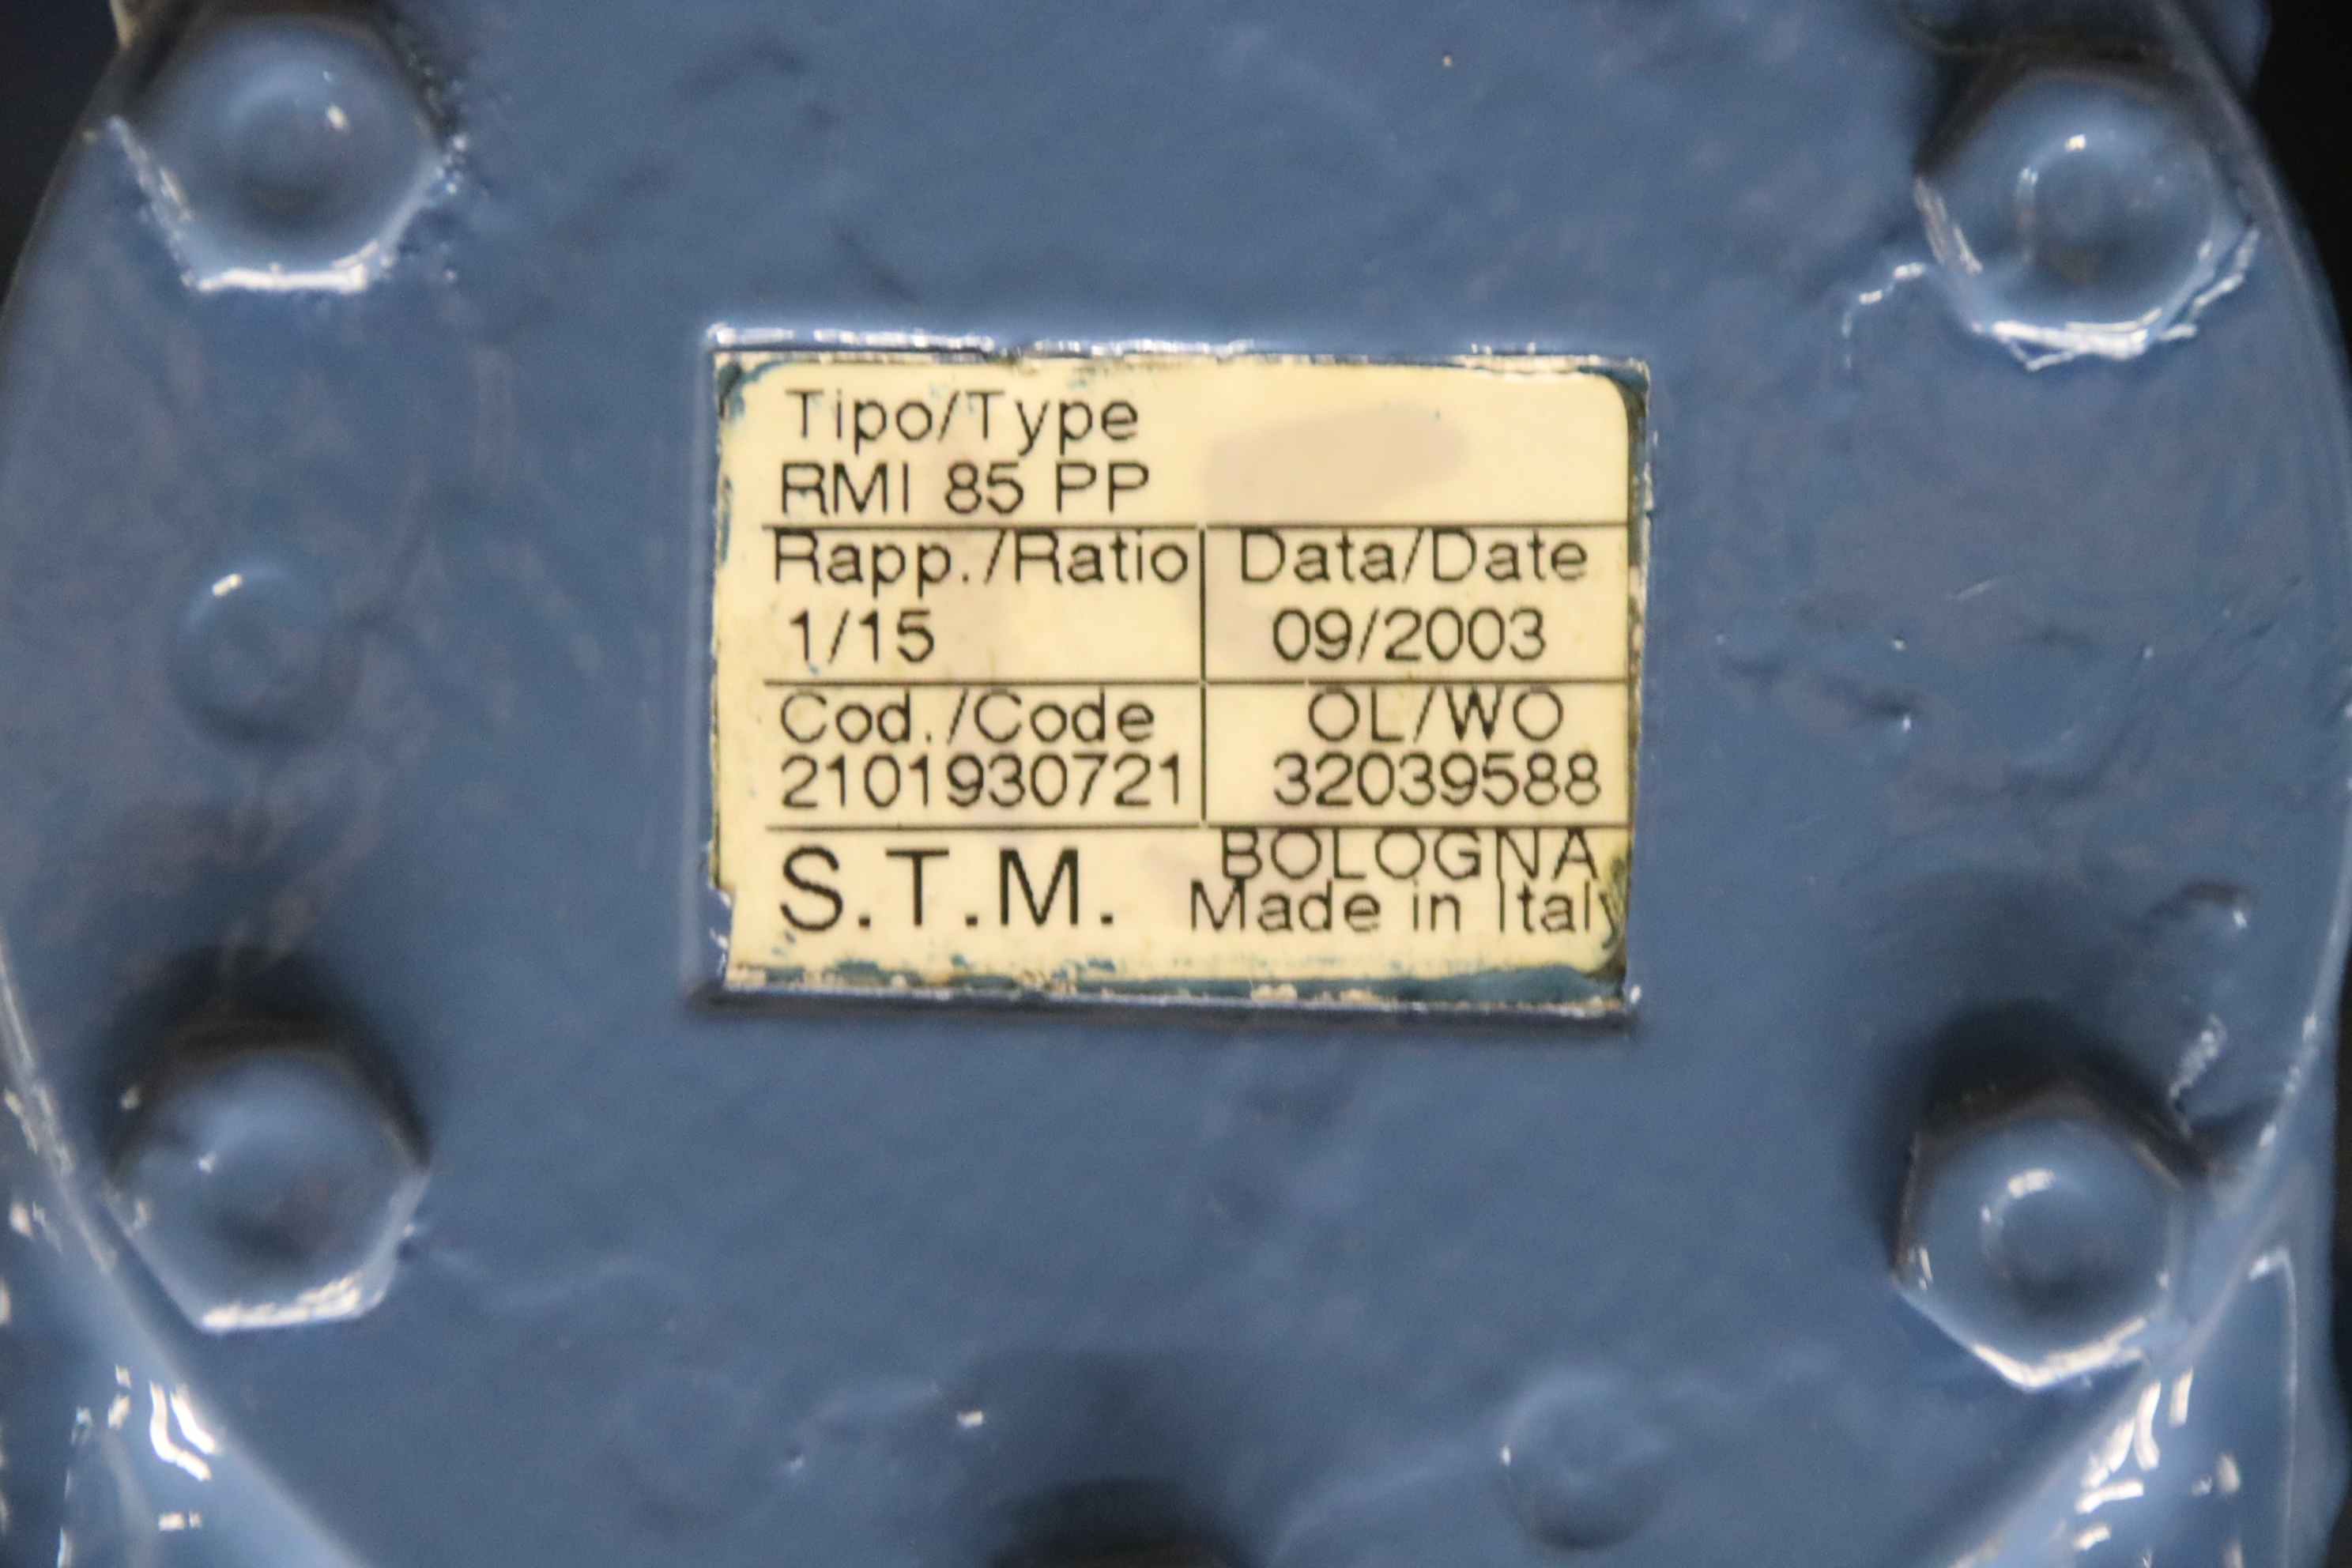 Tipo/Type
RMI 85 PP
Rapp./Ratio Data/Date
1/15 09/2003
Cod./Code OL/WO
2101930721 32039588
S.T.M. BOLOGNA
Made in Italy